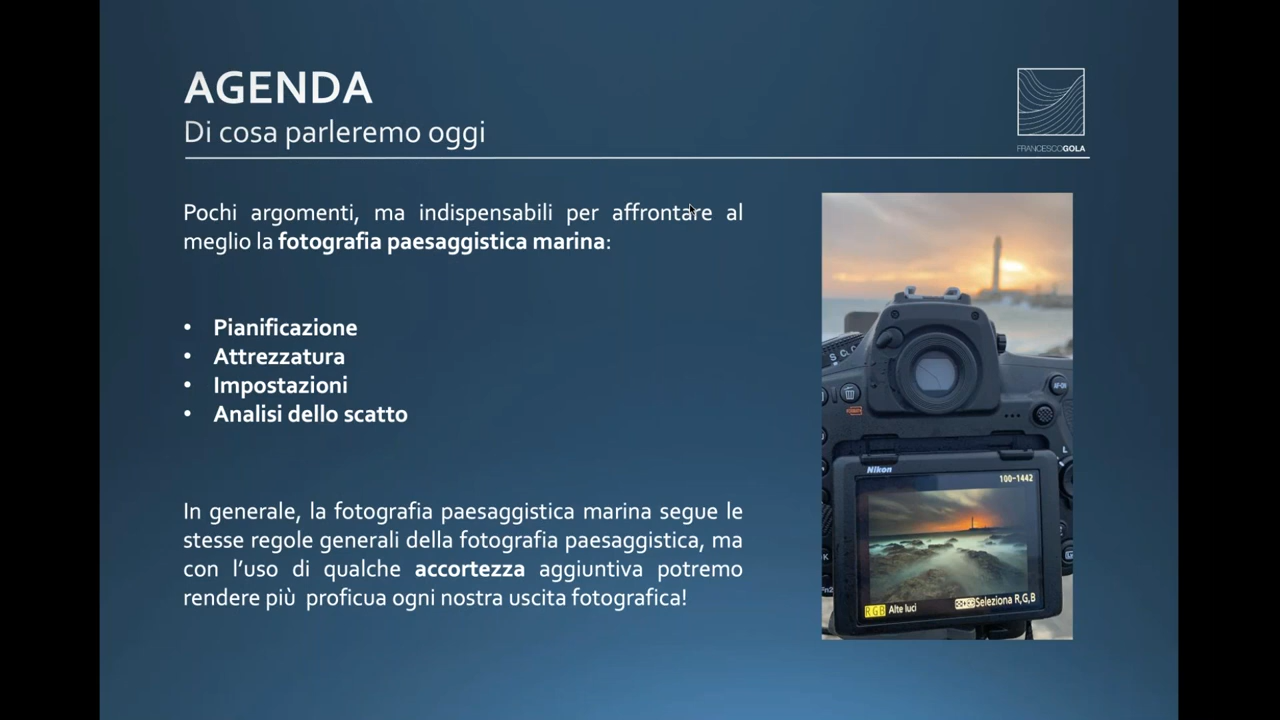 AGENDA
Di cosa parleremo oggi
FRANCESCOGOLA
Pochi argomenti, ma indispensabili per affrontare al
meglio la fotografia paesaggistica marina:
• Pianificazione
• Attrezzatura
• Impostazioni
• Analisi dello scatto
In generale, la fotografia paesaggistica marina segue le
stesse regole generali della fotografia paesaggistica, ma
con l’uso di qualche accortezza aggiuntiva potremo
rendere più proficua ogni nostra uscita fotografica!
S
AF-ON
L
Nikon
100-1442
Fn2
RGB Alte luci
Seleziona R,G,B